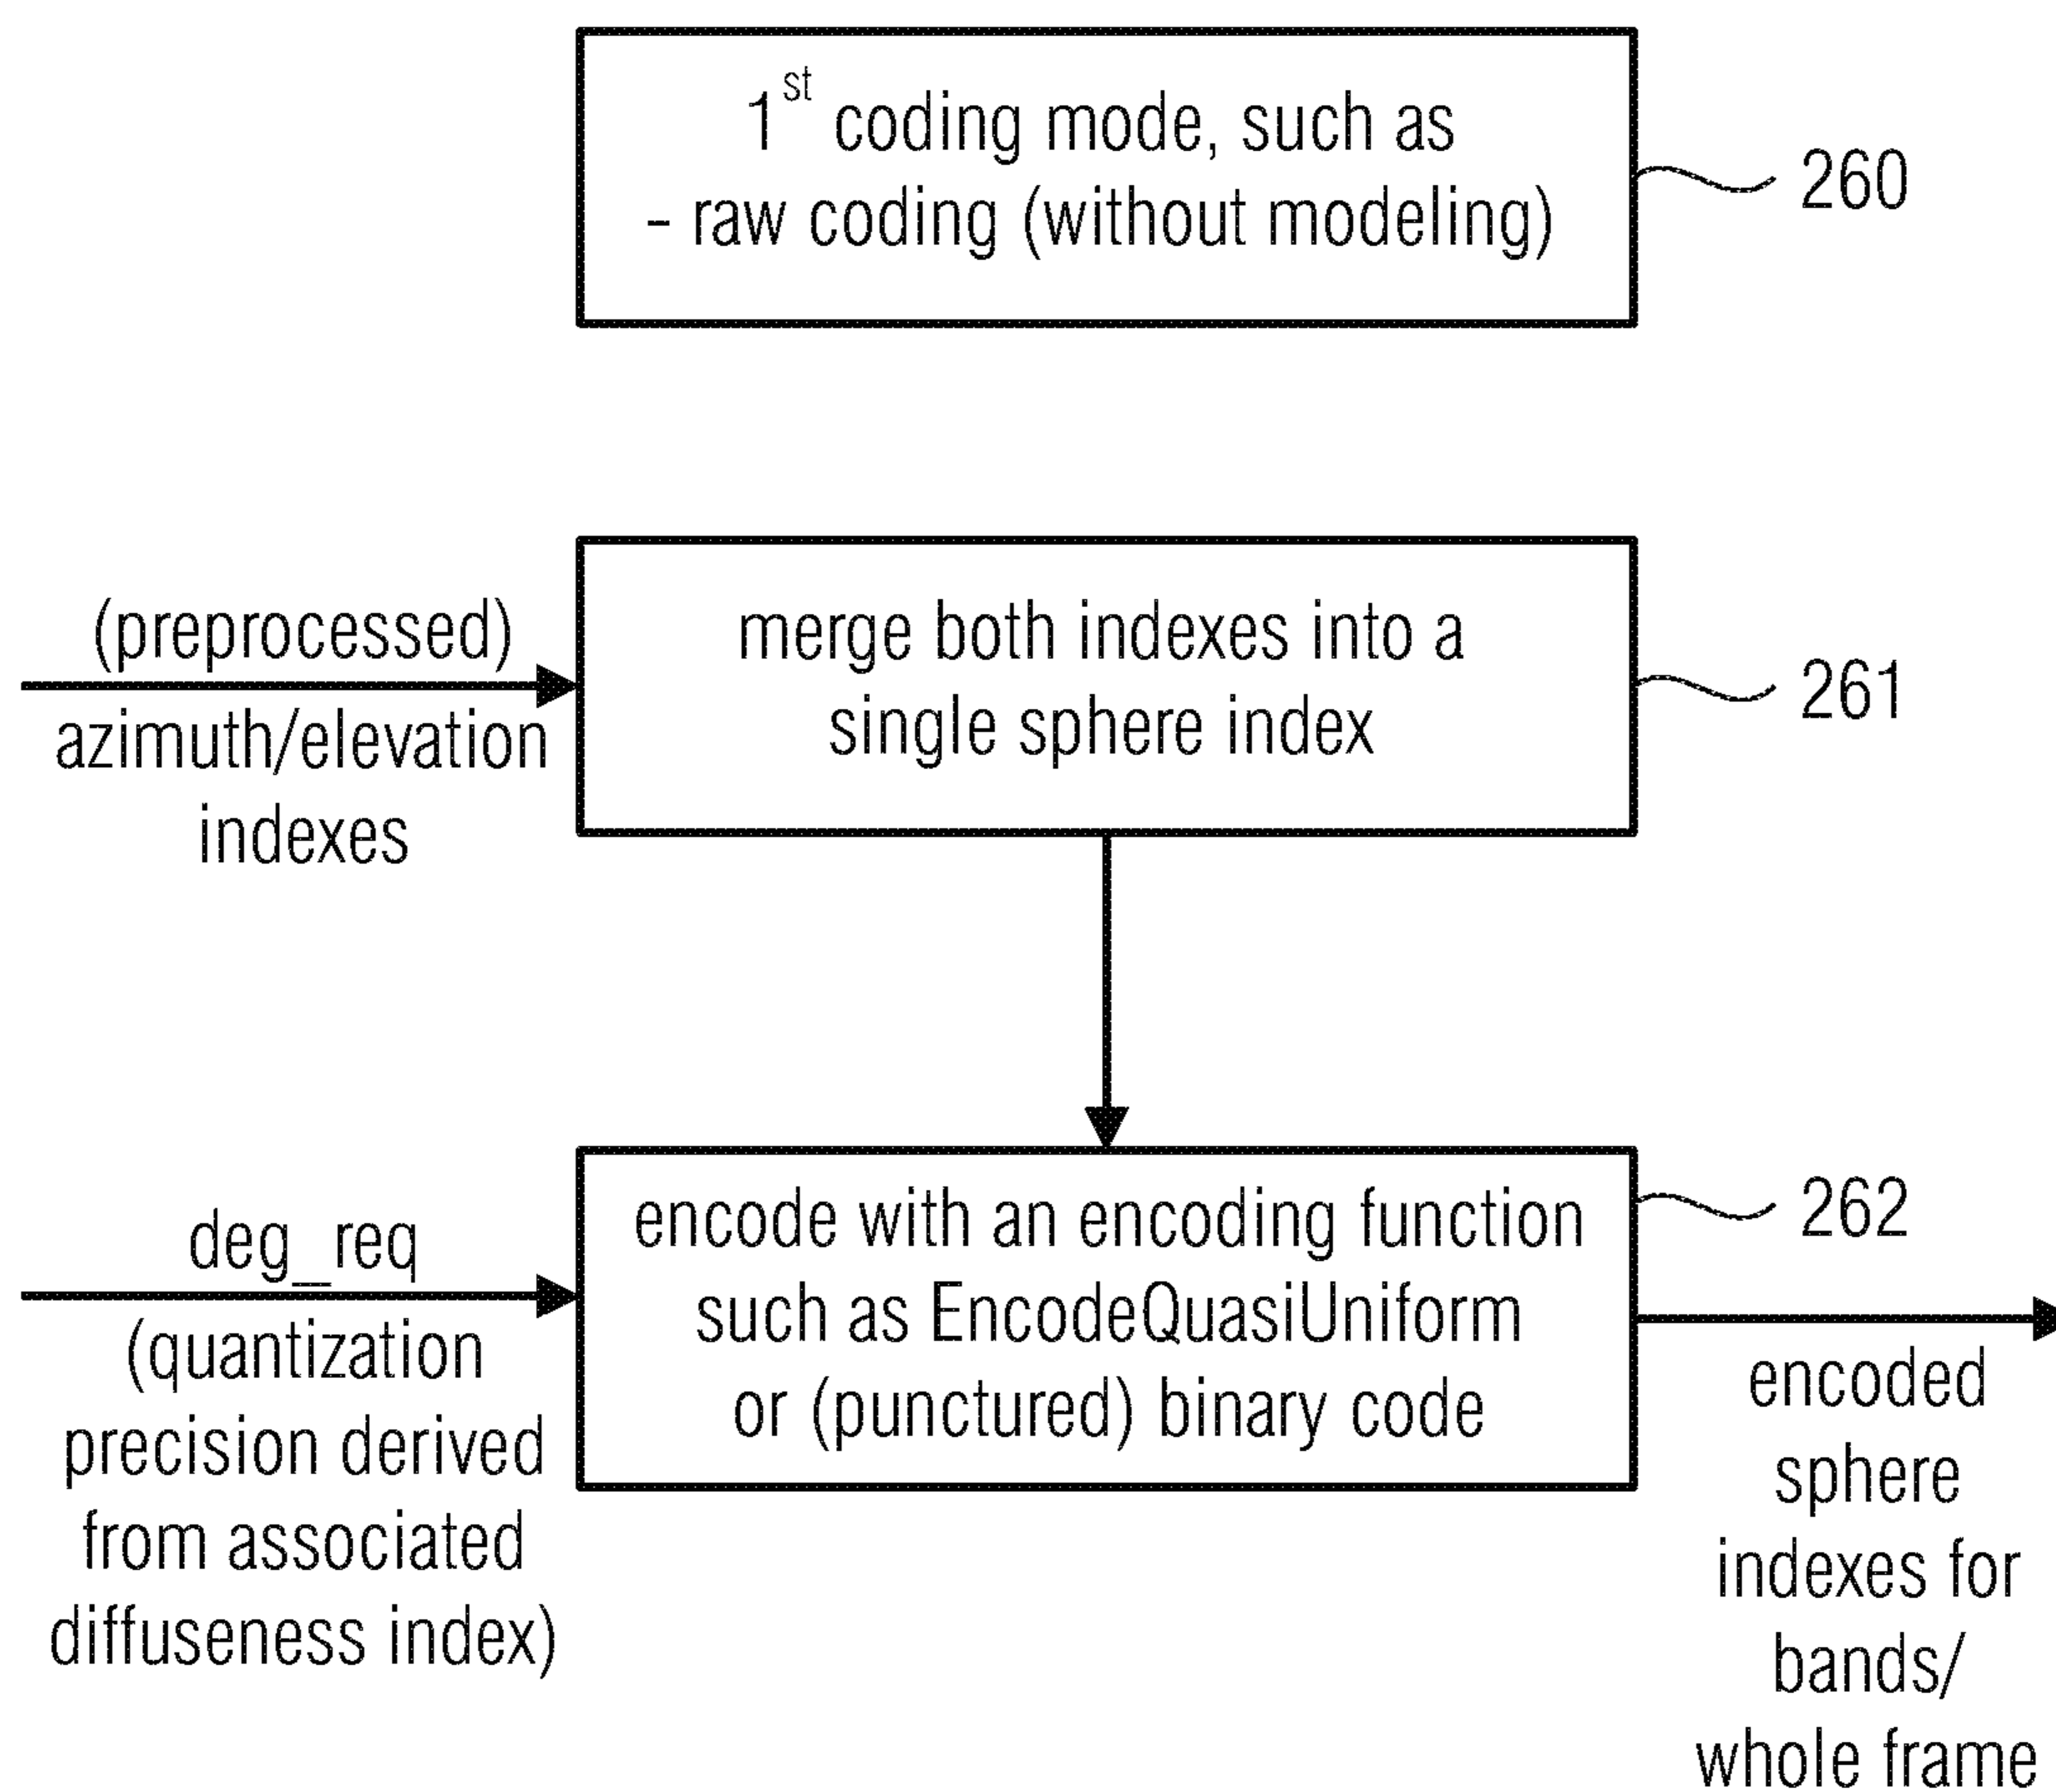 1st coding mode, such as
- raw coding (without modeling)
260
(preprocessed)
azimuth/elevation
indexes
merge both indexes into a
single sphere index
261
deg_req
(quantization
precision derived
from associated
diffuseness index)
encode with an encoding function
such as EncodeQuasiUniform
or (punctured) binary code
262
encoded
sphere
indexes for
bands/
whole frame